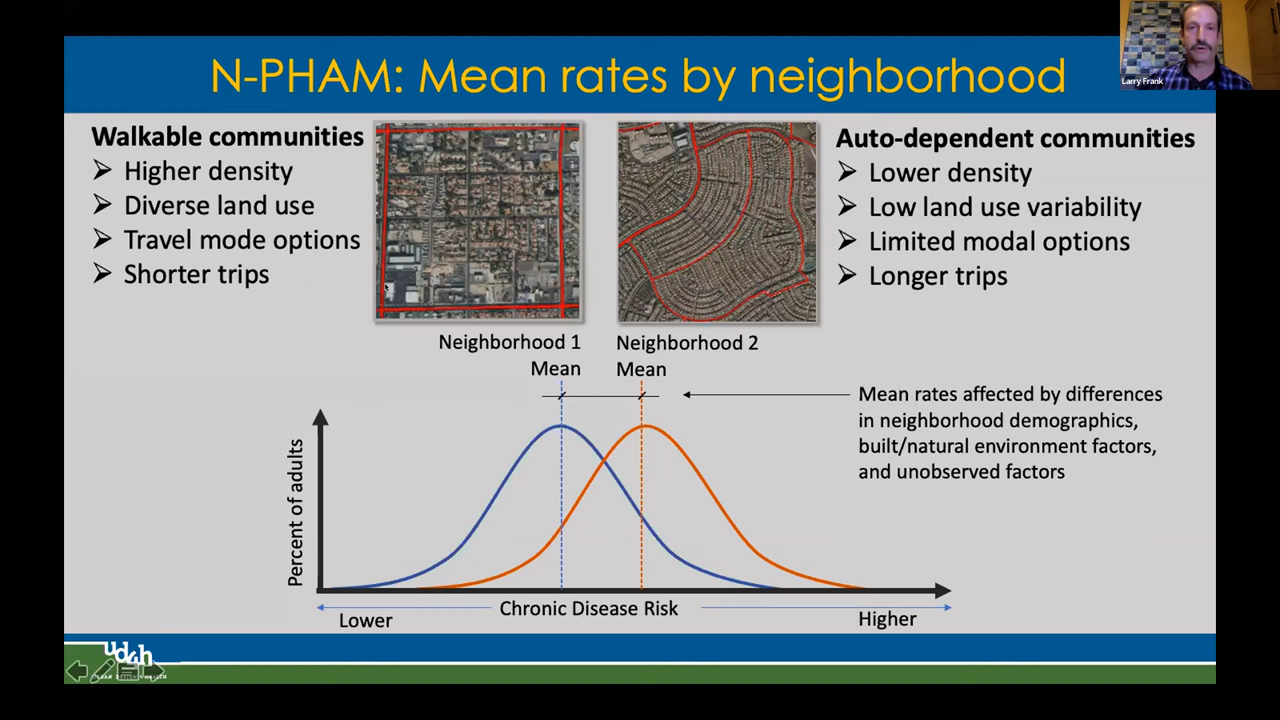 N-PHAM: Mean rates by neighborhood
Larry Frank
Walkable communities
Higher density
Diverse land use
Travel mode options
Shorter trips
Auto-dependent communities
Lower density
Low land use variability
Limited modal options
Longer trips
Neighborhood 1
Mean
Neighborhood 2
Mean
Mean rates affected by differences
in neighborhood demographics,
built/natural environment factors,
and unobserved factors
Percent of adults
Chronic Disease Risk
Lower
Higher
ud4h